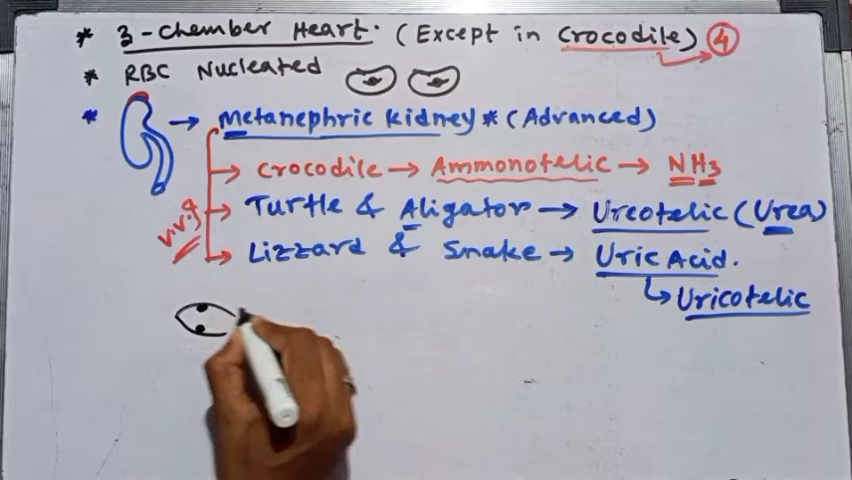 * 3-Chember Heart. (Except in Crocodile) 4
* RBC Nucleated
* → Metanephric kidney * (Advanced)
→ Crocodile → Ammonotelic → NH3
→ Turtle & Aligator → Ureotelic (Urea)
→ Lizzard & Snake → Uric Acid.
Uricotelic